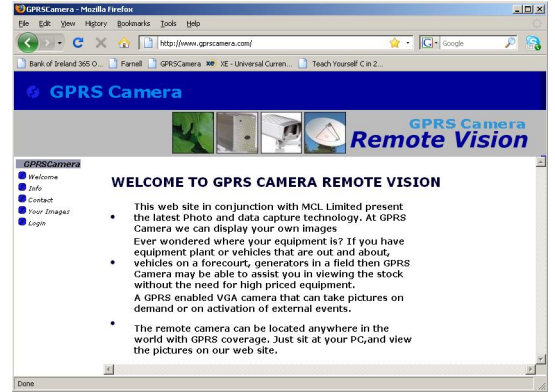 GPRSCamera - Mozilla Firefox
File Edit View History Bookmarks Tools Help
http://www.gprscamera.com/
Google
Bank of Ireland 365 O... Farnell GPRSCamera XE - Universal Curren... Teach Yourself C in 2...
GPRS Camera
GPRS Camera
Remote Vision
GPRSCamera
Welcome
Info
Contact
Your Images
Login
WELCOME TO GPRS CAMERA REMOTE VISION
This web site in conjunction with MCL Limited present
the latest Photo and data capture technology. At GPRS
Camera we can display your own images
Ever wondered where your equipment is? If you have
equipment plant or vehicles that are out and about,
vehicles on a forecourt, generators in a field then GPRS
Camera may be able to assist you in viewing the stock
without the need for high priced equipment.
A GPRS enabled VGA camera that can take pictures on
demand or on activation of external events.
The remote camera can be located anywhere in the
world with GPRS coverage. Just sit at your PC,and view
the pictures on our web site.
Done